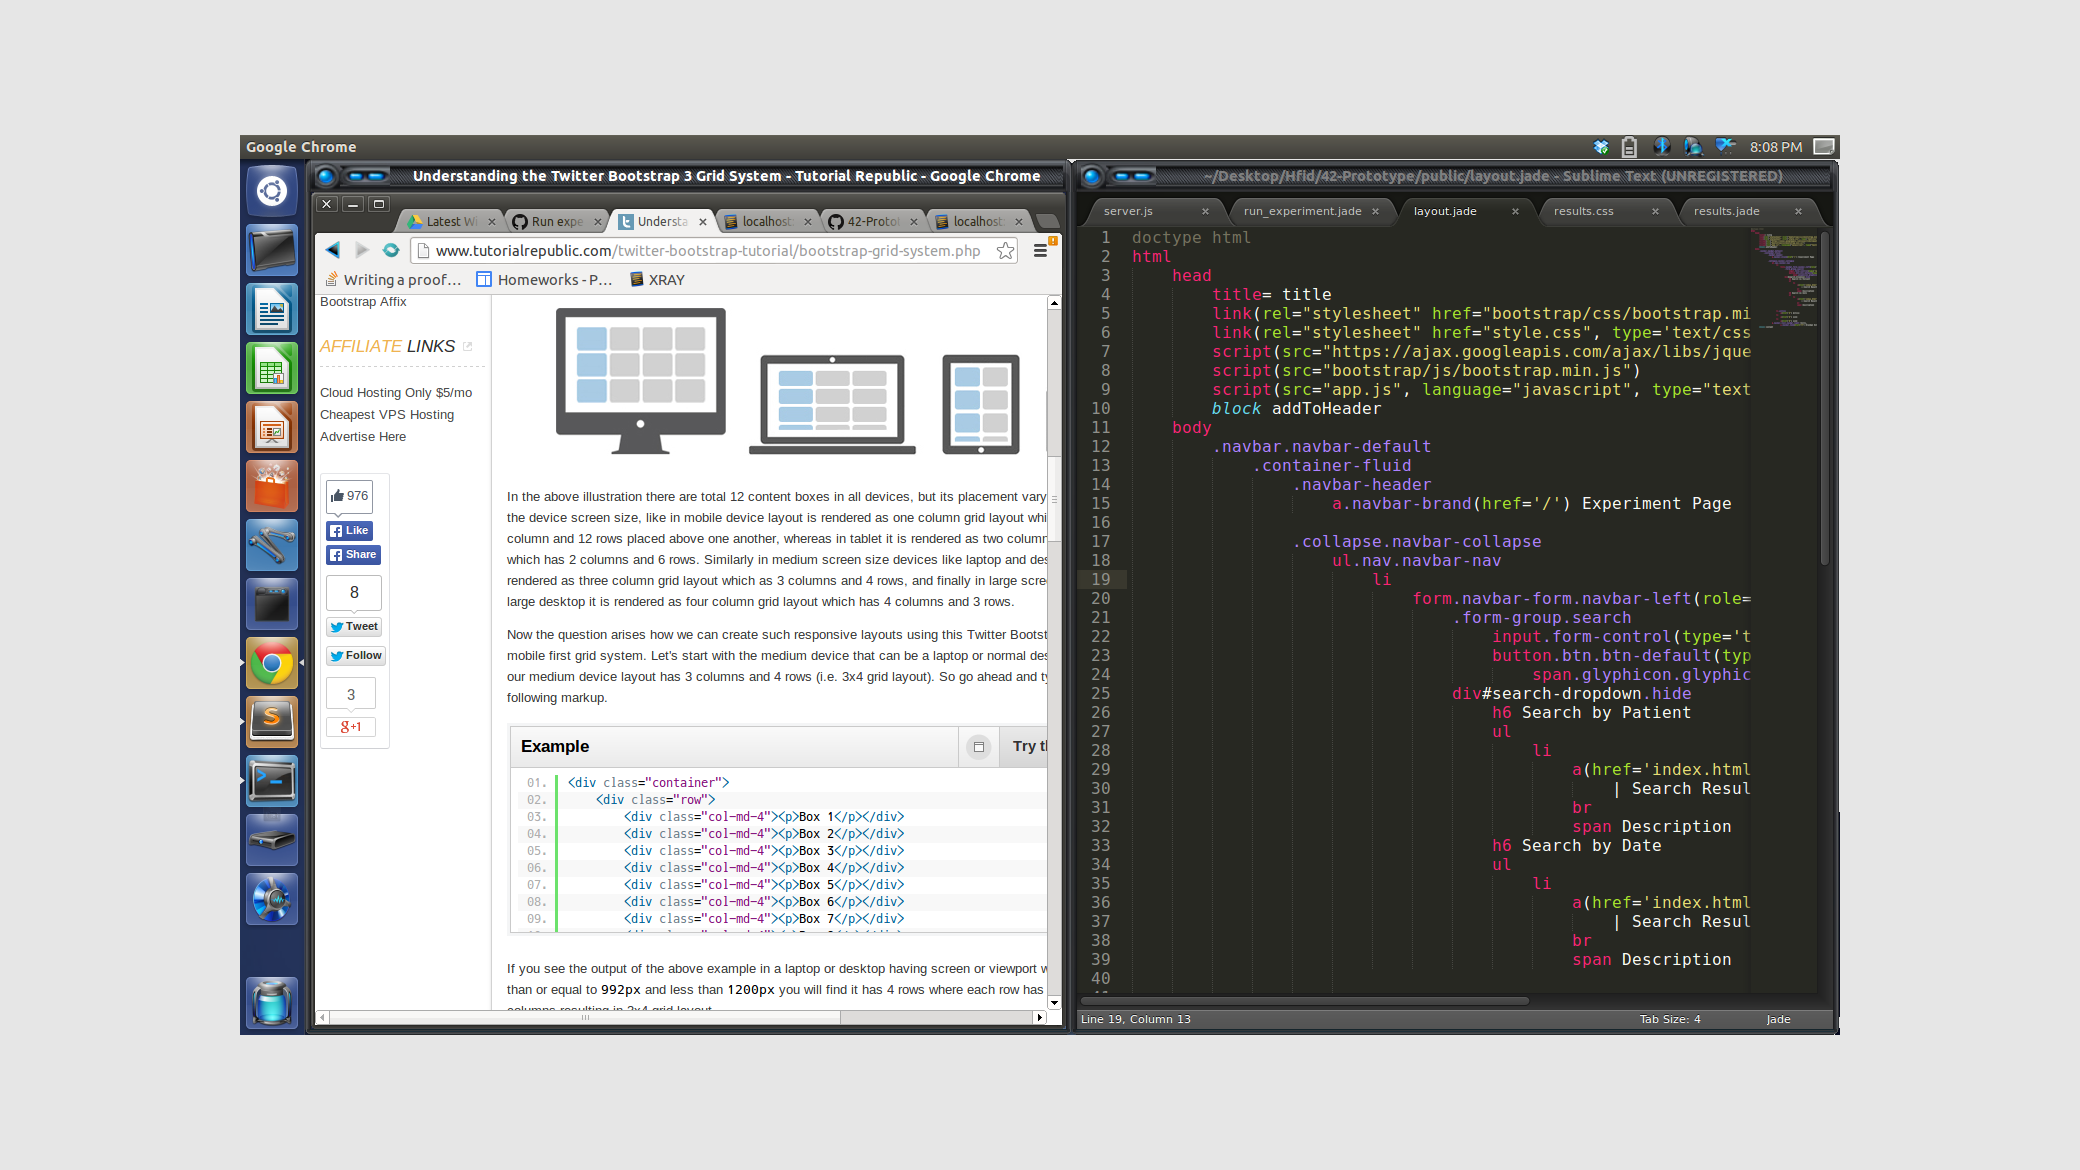 Google Chrome
8:08 PM
Understanding the Twitter Bootstrap 3 Grid System - Tutorial Republic - Google Chrome
Latest Wi
Run expe
Understa
localhost
42-Protot
localhost
www.tutorialrepublic.com/twitter-bootstrap-tutorial/bootstrap-grid-system.php
Writing a proof...
Homeworks - P...
XRAY
Bootstrap Affix
AFFILIATE LINKS
Cloud Hosting Only $5/mo
Cheapest VPS Hosting
Advertise Here
976
Like
Share
8
Tweet
Follow
3
g+1
In the above illustration there are total 12 content boxes in all devices, but its placement vary
the device screen size, like in mobile device layout is rendered as one column grid layout whi
column and 12 rows placed above one another, whereas in tablet it is rendered as two column
which has 2 columns and 6 rows. Similarly in medium screen size devices like laptop and des
rendered as three column grid layout which as 3 columns and 4 rows, and finally in large scre
large desktop it is rendered as four column grid layout which has 4 columns and 3 rows.
Now the question arises how we can create such responsive layouts using this Twitter Bootst
mobile first grid system. Let's start with the medium device that can be a laptop or normal des
our medium device layout has 3 columns and 4 rows (i.e. 3x4 grid layout). So go ahead and ty
following markup.
Example
Try th
01. <div class="container">
02. <div class="row">
03. <div class="col-md-4"><p>Box 1</p></div>
04. <div class="col-md-4"><p>Box 2</p></div>
05. <div class="col-md-4"><p>Box 3</p></div>
06. <div class="col-md-4"><p>Box 4</p></div>
07. <div class="col-md-4"><p>Box 5</p></div>
08. <div class="col-md-4"><p>Box 6</p></div>
09. <div class="col-md-4"><p>Box 7</p></div>
If you see the output of the above example in a laptop or desktop having screen or viewport w
than or equal to 992px and less than 1200px you will find it has 4 rows where each row has
columns resulting in 3x4 grid layout
~/Desktop/Hfid/42-Prototype/public/layout.jade - Sublime Text (UNREGISTERED)
server.js
run_experiment.jade
layout.jade
results.css
results.jade
1 doctype html
2 html
3 head
4 title= title
5 link(rel="stylesheet" href="bootstrap/css/bootstrap.mi
6 link(rel="stylesheet" href="style.css", type='text/css
7 script(src="https://ajax.googleapis.com/ajax/libs/jque
8 script(src="bootstrap/js/bootstrap.min.js")
9 script(src="app.js", language="javascript", type="text
10 block addToHeader
11 body
12 .navbar.navbar-default
13 .container-fluid
14 .navbar-header
15 a.navbar-brand(href='/') Experiment Page
16
17 .collapse.navbar-collapse
18 ul.nav.navbar-nav
19 li
20 form.navbar-form.navbar-left(role=
21 .form-group.search
22 input.form-control(type='t
23 button.btn.btn-default(typ
24 span.glyphicon.glyphic
25 div#search-dropdown.hide
26 h6 Search by Patient
27 ul
28 li
29 a(href='index.html
30 | Search Resul
31 br
32 span Description
33 h6 Search by Date
34 ul
35 li
36 a(href='index.html
37 | Search Resul
38 br
39 span Description
40
Line 19, Column 13
Tab Size: 4
Jade